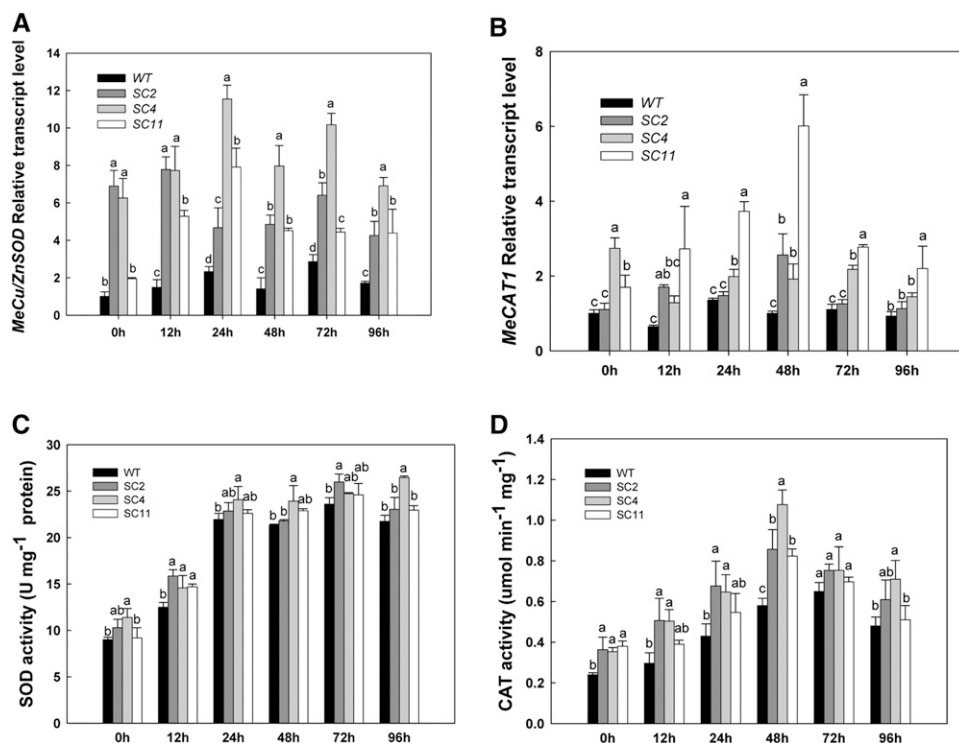 A
MeCu/ZnSOD Relative transcript level
14
12
10
8
6
4
2
0
WT
SC2
SC4
SC11
a a b b
a a b b
a b c c
a b b c
a b c d
a b b c
0h 12h 24h 48h 72h 96h
B
MeCAT1 Relative transcript level
8
6
4
2
0
WT
SC2
SC4
SC11
c c a b
c ab bc a
c c b a
c b b a
c c b a
b b b a
0h 12h 24h 48h 72h 96h
C
SOD activity (U mg⁻¹ protein)
30
25
20
15
10
5
0
WT
SC2
SC4
SC11
b ab a b
b a a a
b ab a ab
b b a ab
b a ab ab
b b a b
0h 12h 24h 48h 72h 96h
D
CAT activity (umol min⁻¹ mg⁻¹)
1.4
1.2
1.0
0.8
0.6
0.4
0.2
0.0
WT
SC2
SC4
SC11
b a a a
b a a ab
b a a ab
c b a b
a a a a
b ab a b
0h 12h 24h 48h 72h 96h